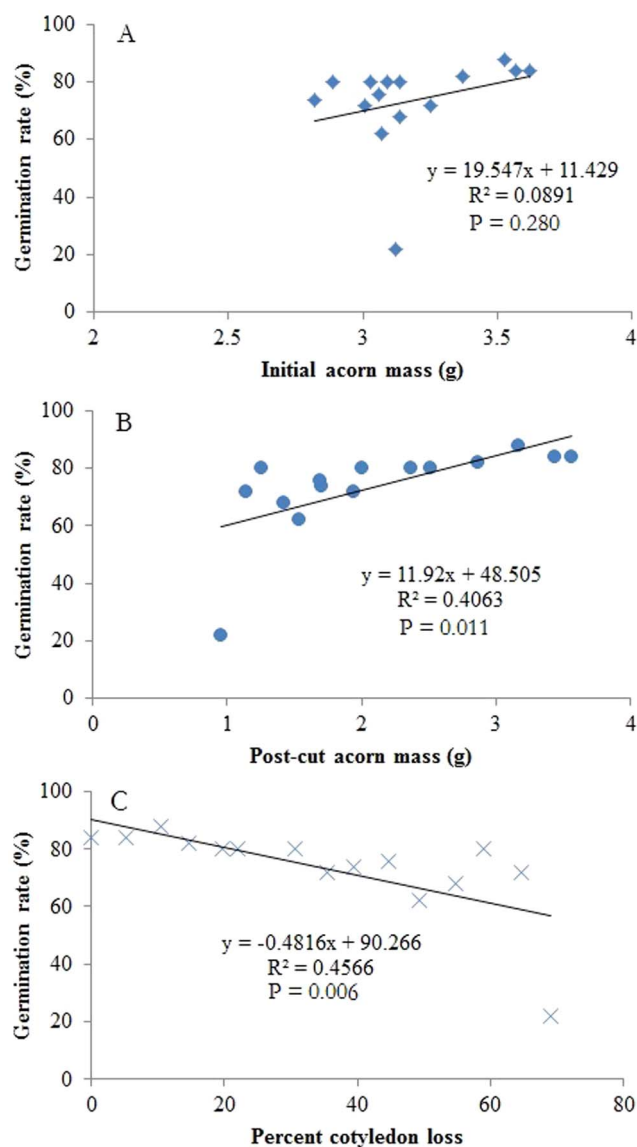 A
Germination rate (%)
100
80
60
40
20
0
y = 19.547x + 11.429
R² = 0.0891
P = 0.280
2 2.5 3 3.5 4
Initial acorn mass (g)
B
Germination rate (%)
100
80
60
40
20
0
y = 11.92x + 48.505
R² = 0.4063
P = 0.011
0 1 2 3 4
Post-cut acorn mass (g)
C
Germination rate (%)
100
80
60
40
20
0
y = -0.4816x + 90.266
R² = 0.4566
P = 0.006
0 20 40 60 80
Percent cotyledon loss